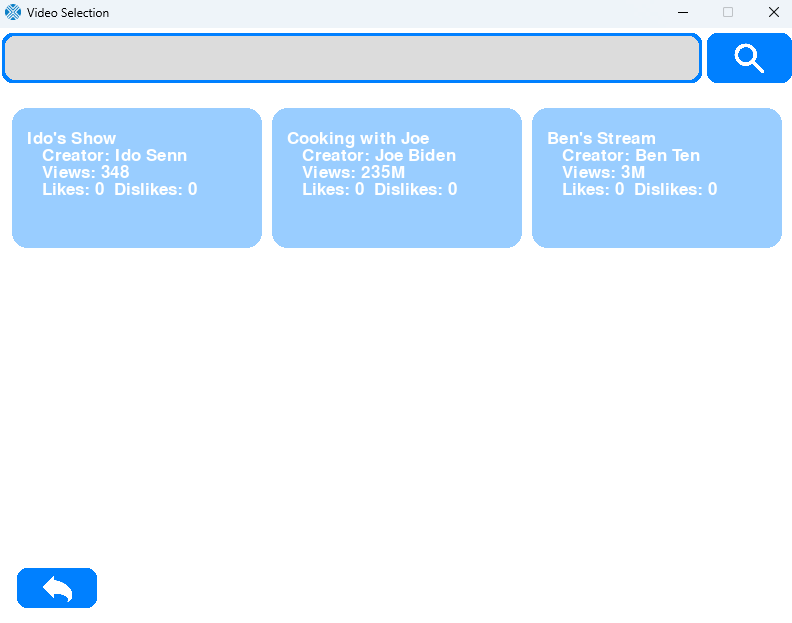 Video Selection
Ido's Show
Creator: Ido Senn
Views: 348
Likes: 0  Dislikes: 0
Cooking with Joe
Creator: Joe Biden
Views: 235M
Likes: 0  Dislikes: 0
Ben's Stream
Creator: Ben Ten
Views: 3M
Likes: 0  Dislikes: 0